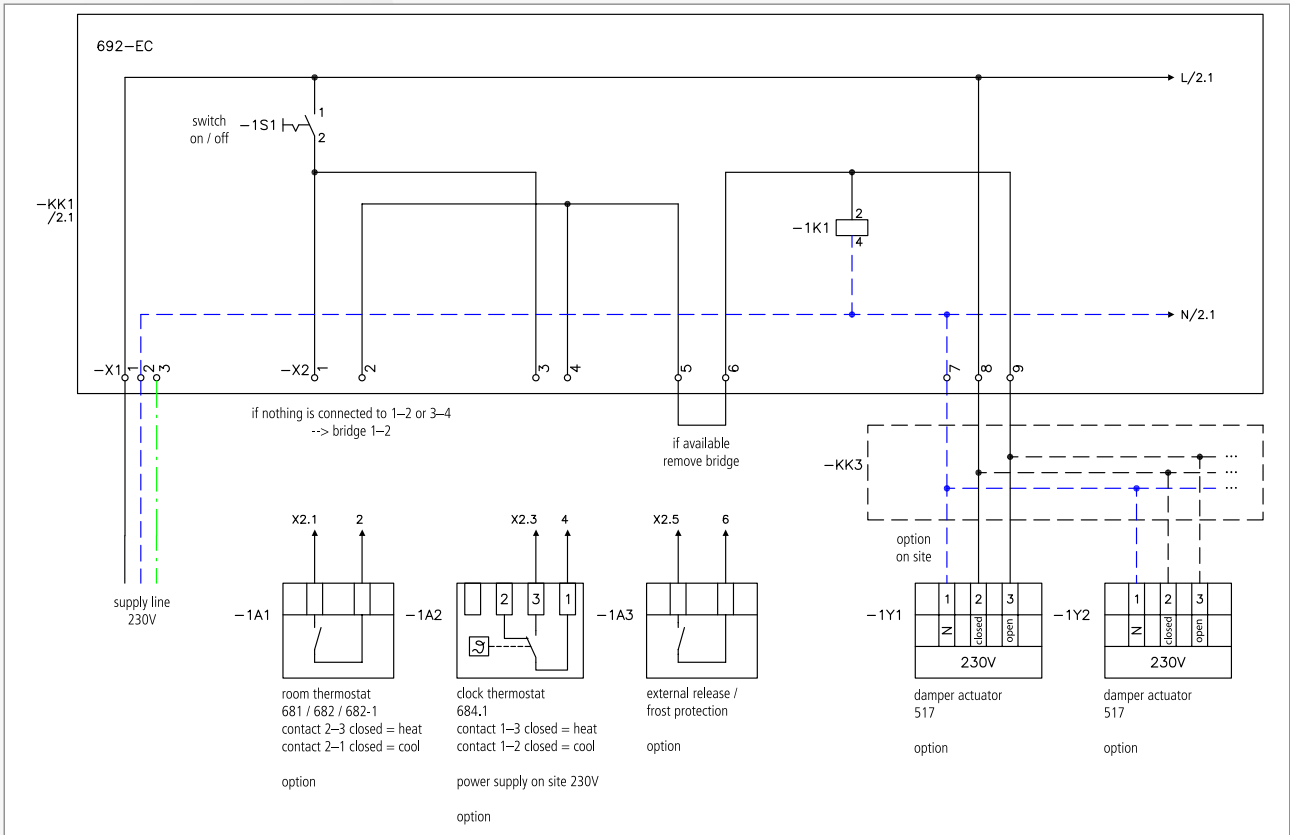 692-EC
L/2.1
switch
on / off
-1S1
1
2
-KK1
/2.1
-1K1
2
4
N/2.1
-X1
1
2
3
-X2
1
2
3
4
5
6
7
8
9
if nothing is connected to 1–2 or 3–4
--> bridge 1–2
if available
remove bridge
-KK3
...
...
...
option
on site
supply line
230V
X2.1 2
-1A1
room thermostat
681 / 682 / 682-1
contact 2–3 closed = heat
contact 2–1 closed = cool
option
X2.3 4
-1A2
2 3 1
ϑ
clock thermostat
684.1
contact 1–3 closed = heat
contact 1–2 closed = cool
power supply on site 230V
option
X2.5 6
-1A3
external release /
frost protection
option
-1Y1
1 2 3
N closed open
230V
damper actuator
517
option
-1Y2
1 2 3
N closed open
230V
damper actuator
517
option